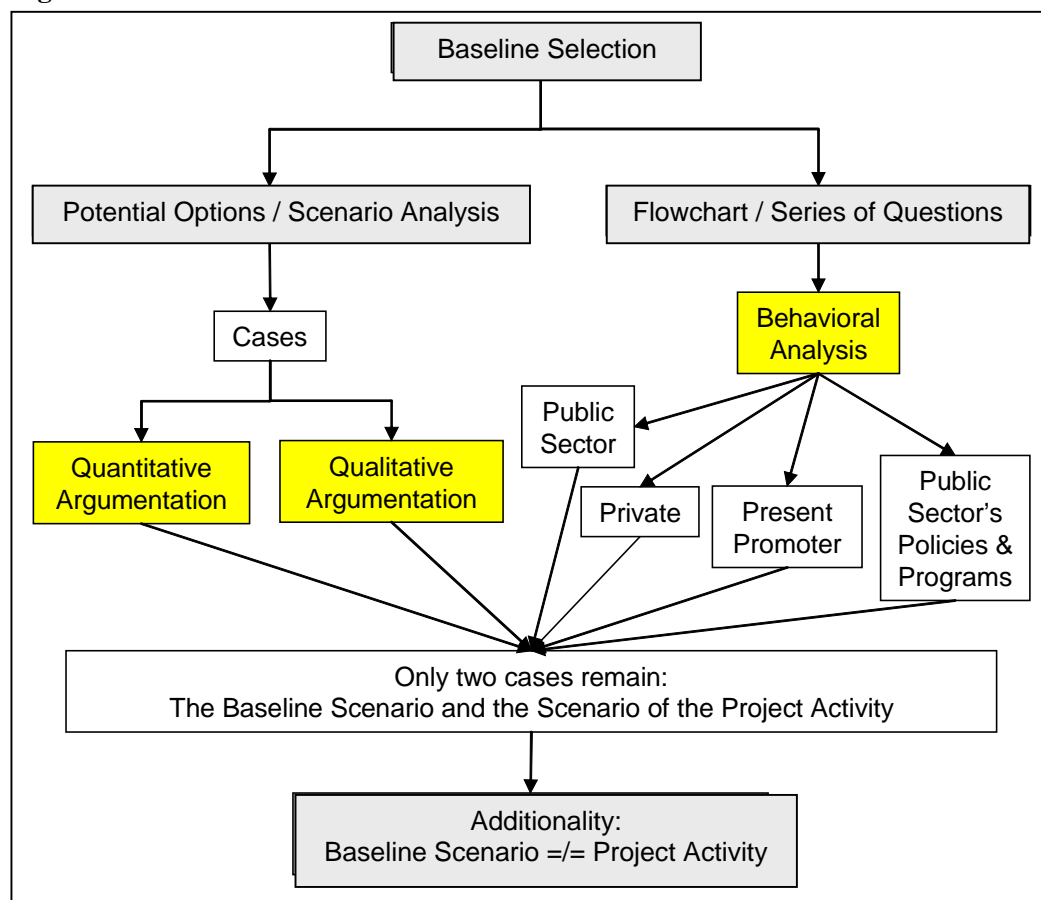 Baseline Selection
Potential Options / Scenario Analysis
Flowchart / Series of Questions
Cases
Behavioral
Analysis
Quantitative
Argumentation
Qualitative
Argumentation
Public
Sector
Private
Present
Promoter
Public
Sector's
Policies &
Programs
Only two cases remain:
The Baseline Scenario and the Scenario of the Project Activity
Additionality:
Baseline Scenario =/= Project Activity